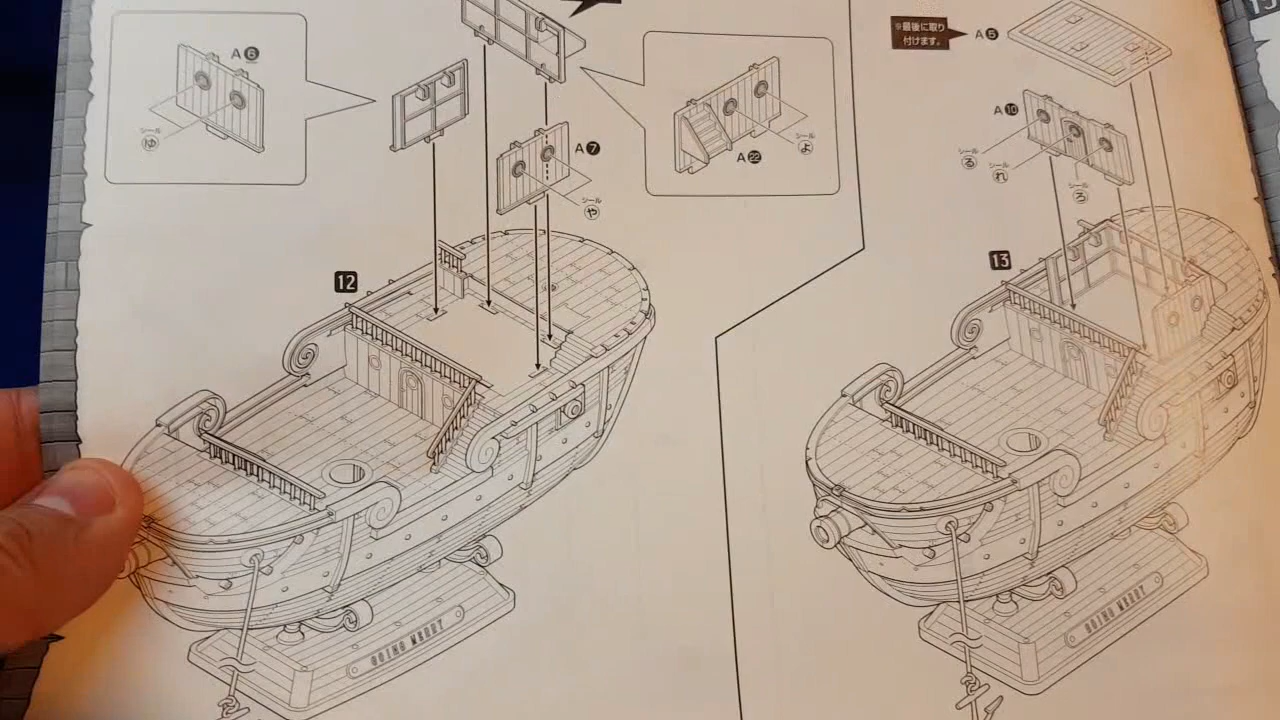 A6
シール
ゆ
A7
シール
や
A22
シール
よ
12
GOING MERRY
※最後に取り
付けます。
A5
A10
シール
る
シール
れ
シール
ろ
13
GOING MERRY